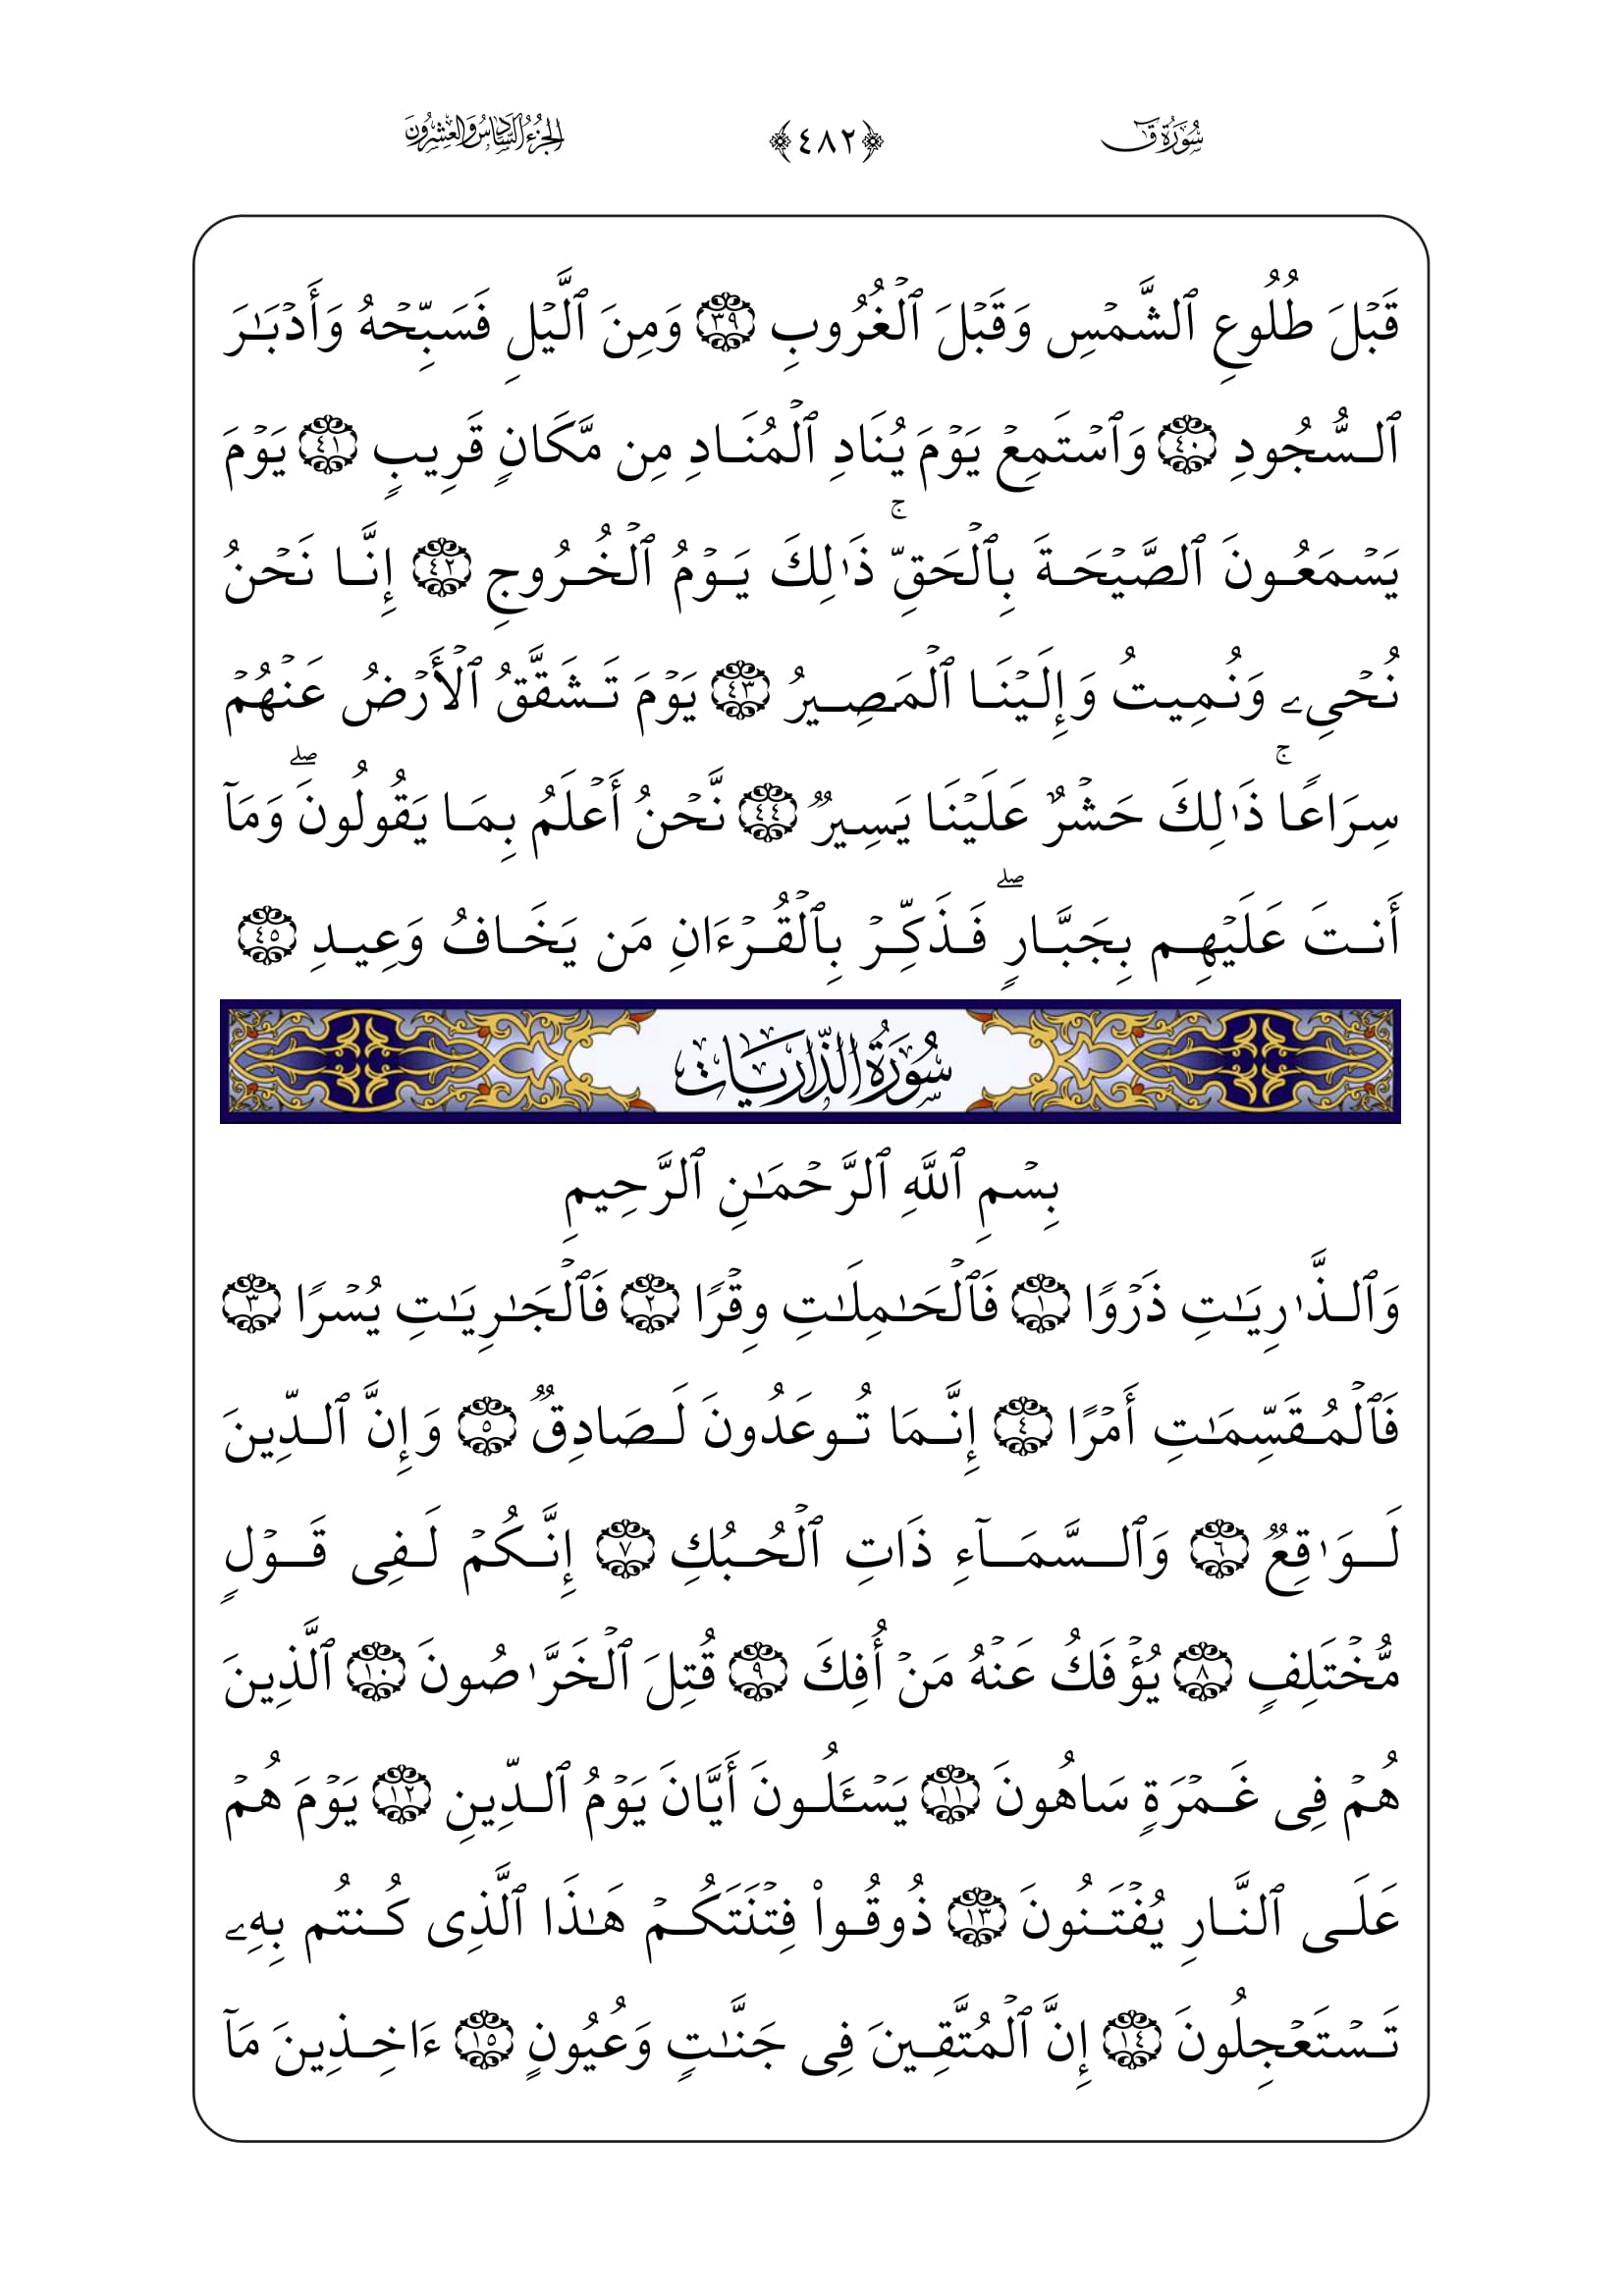 سُورَةُ قٓ ﴿٤٨٢﴾ الجُزْءُ السَّادِسُ وَالعِشْرُونَ
قَبۡلَ طُلُوعِ ٱلشَّمۡسِ وَقَبۡلَ ٱلۡغُرُوبِ ٣٩ وَمِنَ ٱلَّيۡلِ فَسَبِّحۡهُ وَأَدۡبَٰرَ
ٱلسُّجُودِ ٤٠ وَٱسۡتَمِعۡ يَوۡمَ يُنَادِ ٱلۡمُنَادِ مِن مَّكَانٖ قَرِيبٖ ٤١ يَوۡمَ
يَسۡمَعُونَ ٱلصَّيۡحَةَ بِٱلۡحَقِّۚ ذَٰلِكَ يَوۡمُ ٱلۡخُرُوجِ ٤٢ إِنَّا نَحۡنُ
نُحۡيِۦ وَنُمِيتُ وَإِلَيۡنَا ٱلۡمَصِيرُ ٤٣ يَوۡمَ تَشَقَّقُ ٱلۡأَرۡضُ عَنۡهُمۡ
سِرَاعٗاۚ ذَٰلِكَ حَشۡرٌ عَلَيۡنَا يَسِيرٞ ٤٤ نَّحۡنُ أَعۡلَمُ بِمَا يَقُولُونَۖ وَمَآ
أَنتَ عَلَيۡهِم بِجَبَّارٖۖ فَذَكِّرۡ بِٱلۡقُرۡءَانِ مَن يَخَافُ وَعِيدِ ٤٥
سُورَةُ الذَّارِيَاتِ
بِسۡمِ ٱللَّهِ ٱلرَّحۡمَٰنِ ٱلرَّحِيمِ
وَٱلذَّٰرِيَٰتِ ذَرۡوٗا ١ فَٱلۡحَٰمِلَٰتِ وِقۡرٗا ٢ فَٱلۡجَٰرِيَٰتِ يُسۡرٗا ٣
فَٱلۡمُقَسِّمَٰتِ أَمۡرًا ٤ إِنَّمَا تُوعَدُونَ لَصَادِقٞ ٥ وَإِنَّ ٱلدِّينَ
لَوَٰقِعٞ ٦ وَٱلسَّمَآءِ ذَاتِ ٱلۡحُبُكِ ٧ إِنَّكُمۡ لَفِي قَوۡلٖ
مُّخۡتَلِفٖ ٨ يُؤۡفَكُ عَنۡهُ مَنۡ أُفِكَ ٩ قُتِلَ ٱلۡخَرَّٰصُونَ ١٠ ٱلَّذِينَ
هُمۡ فِي غَمۡرَةٖ سَاهُونَ ١١ يَسۡـَٔلُونَ أَيَّانَ يَوۡمُ ٱلدِّينِ ١٢ يَوۡمَ هُمۡ
عَلَى ٱلنَّارِ يُفۡتَنُونَ ١٣ ذُوقُواْ فِتۡنَتَكُمۡ هَٰذَا ٱلَّذِي كُنتُم بِهِۦ
تَسۡتَعۡجِلُونَ ١٤ إِنَّ ٱلۡمُتَّقِينَ فِي جَنَّٰتٖ وَعُيُونٍ ١٥ ءَاخِذِينَ مَآ